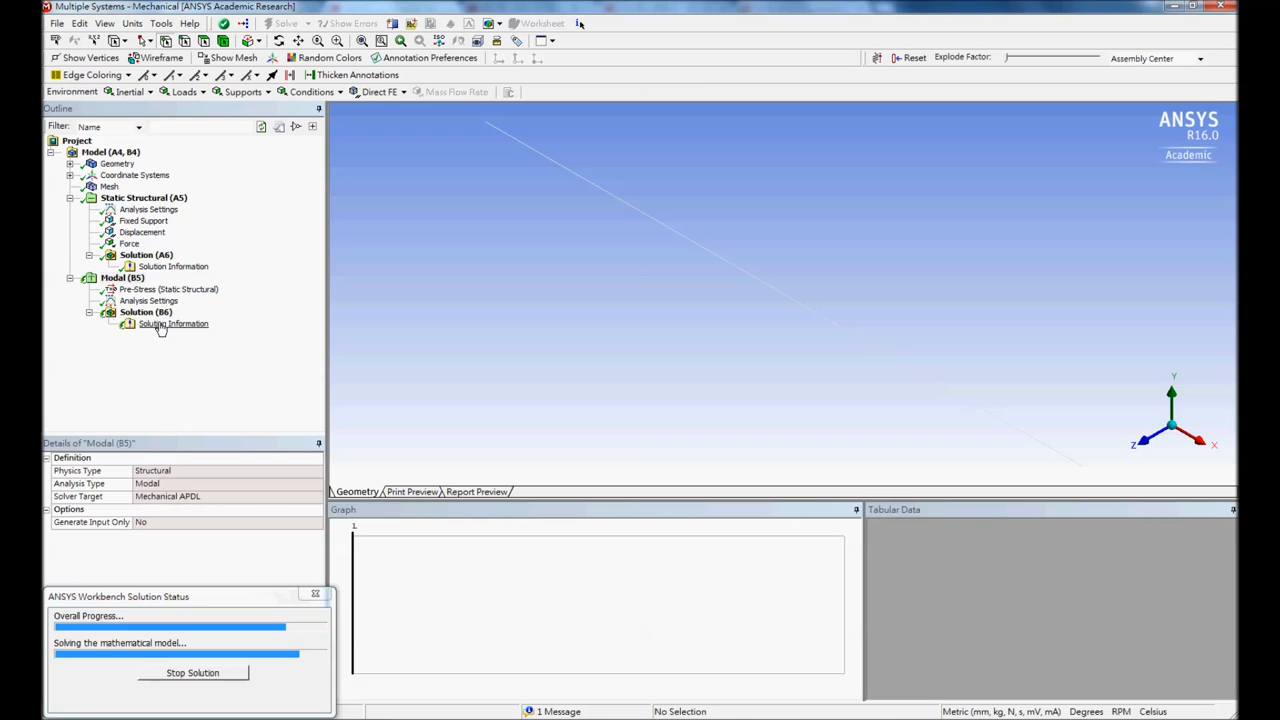 Multiple Systems - Mechanical [ANSYS Academic Research]
File Edit View Units Tools Help Solve Show Errors Worksheet
Show Vertices Wireframe Show Mesh Random Colors Annotation Preferences Reset Explode Factor: Assembly Center
Edge Coloring Thicken Annotations
Environment Inertial Loads Supports Conditions Direct FE Mass Flow Rate
Outline
Filter: Name
Project
Model (A4, B4)
Geometry
Coordinate Systems
Mesh
Static Structural (A5)
Analysis Settings
Fixed Support
Displacement
Force
Solution (A6)
Solution Information
Modal (B5)
Pre-Stress (Static Structural)
Analysis Settings
Solution (B6)
Solution Information
ANSYS
R16.0
Academic
Y
Z
X
Details of "Modal (B5)"
Definition
Physics Type Structural
Analysis Type Modal
Solver Target Mechanical APDL
Options
Generate Input Only No
Geometry Print Preview Report Preview
Graph
1.
Tabular Data
ANSYS Workbench Solution Status
Overall Progress...
Solving the mathematical model...
Stop Solution
1 Message No Selection Metric (mm, kg, N, s, mV, mA) Degrees RPM Celsius